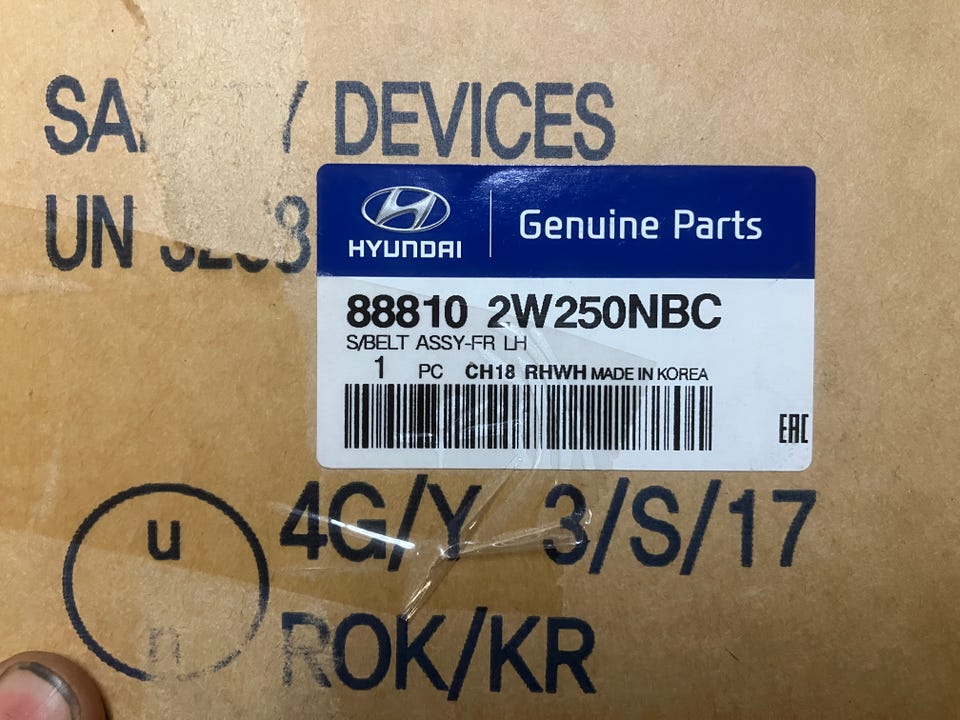 DEVICES
UN
HYUNDAI
Genuine Parts
88810 2W250NBC
S/BELT ASSY-FR LH
1 PC CH18 RHWH MADE IN KOREA
EAC
u
n
4G/Y 3/S/17
ROK/KR